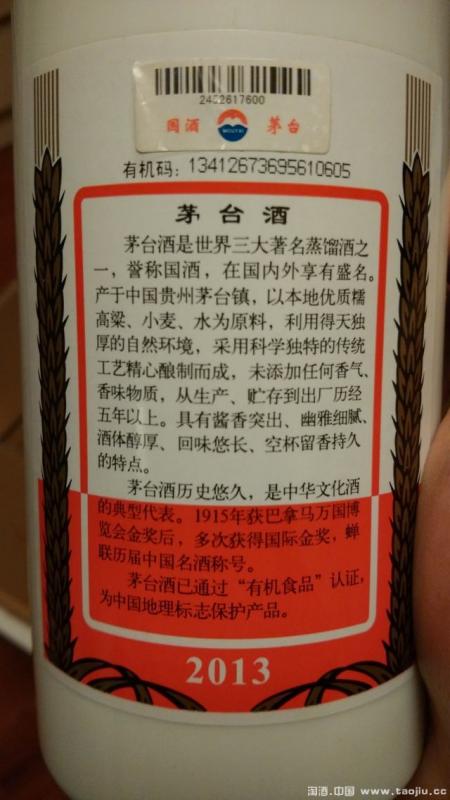 2432617600
国酒 MOUTAI 茅台
有机码：13412673695610605
茅台酒
茅台酒是世界三大著名蒸馏酒之
一，誉称国酒，在国内外享有盛名。
产于中国贵州茅台镇，以本地优质糯
高粱、小麦、水为原料，利用得天独
厚的自然环境，采用科学独特的传统
工艺精心酿制而成，未添加任何香气、
香味物质，从生产、贮存到出厂历经
五年以上。具有酱香突出、幽雅细腻、
酒体醇厚、回味悠长、空杯留香持久
的特点。
茅台酒历史悠久，是中华文化酒
的典型代表。1915年获巴拿马万国博
览会金奖后，多次获得国际金奖，蝉
联历届中国名酒称号。
茅台酒已通过“有机食品”认证，
为中国地理标志保护产品。
2013
淘酒.中国 www.taojiu.cc